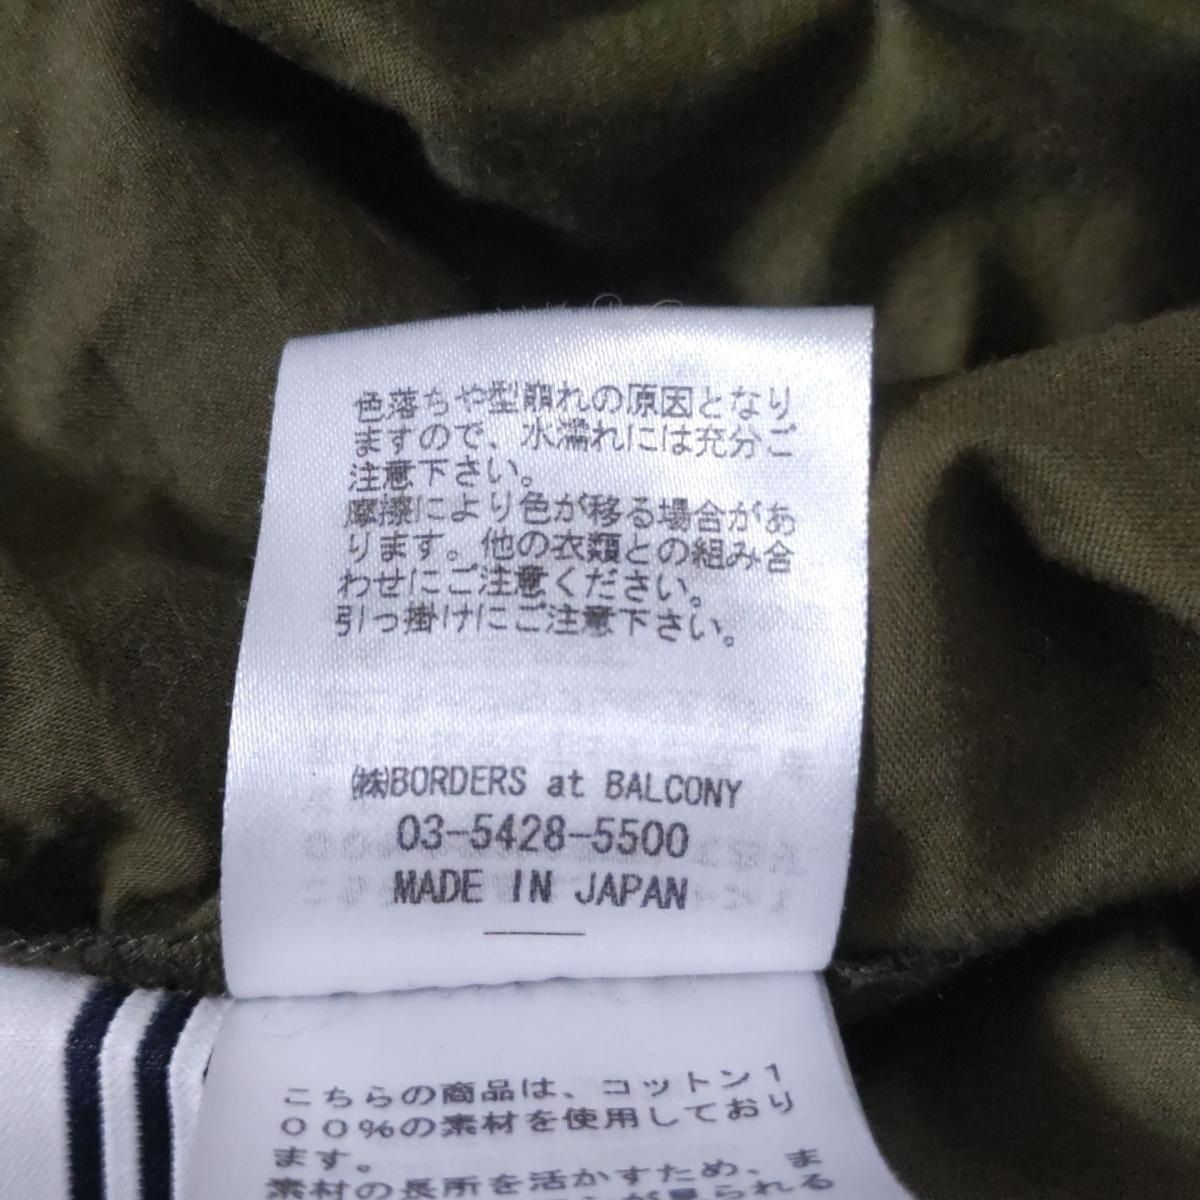 色落ちや型崩れの原因となり
ますので、水濡れには充分ご
注意下さい。
摩擦により色が移る場合があ
ります。他の衣類との組み合
わせにご注意ください。
引っ掛けにご注意下さい。
㈱BORDERS at BALCONY
03-5428-5500
MADE IN JAPAN
こちらの商品は、コットン1
00%の素材を使用しており
ます。
素材の長所を活かすため、ま